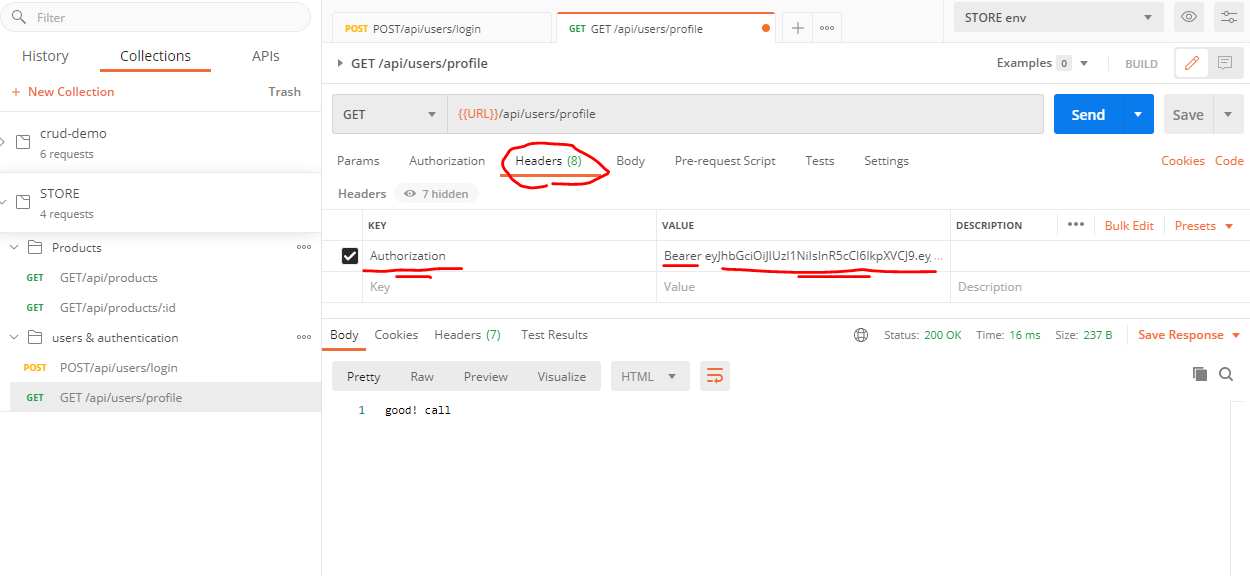 Filter
History Collections APIs
+ New Collection Trash
crud-demo
6 requests
STORE
4 requests
Products
GET GET/api/products
GET GET/api/products/:id
users & authentication
POST POST/api/users/login
GET GET /api/users/profile
POST POST/api/users/login GET GET /api/users/profile STORE env
GET /api/users/profile Examples 0 BUILD
GET {{URL}}/api/users/profile Send Save
Params Authorization Headers (8) Body Pre-request Script Tests Settings Cookies Code
Headers 7 hidden
KEY VALUE DESCRIPTION Bulk Edit Presets
Authorization Bearer eyJhbGciOiJIUzI1NiIsInR5cCI6IkpXVCJ9.ey ...
Key Value Description
Body Cookies Headers (7) Test Results Status: 200 OK Time: 16 ms Size: 237 B Save Response
Pretty Raw Preview Visualize HTML
1 good! call